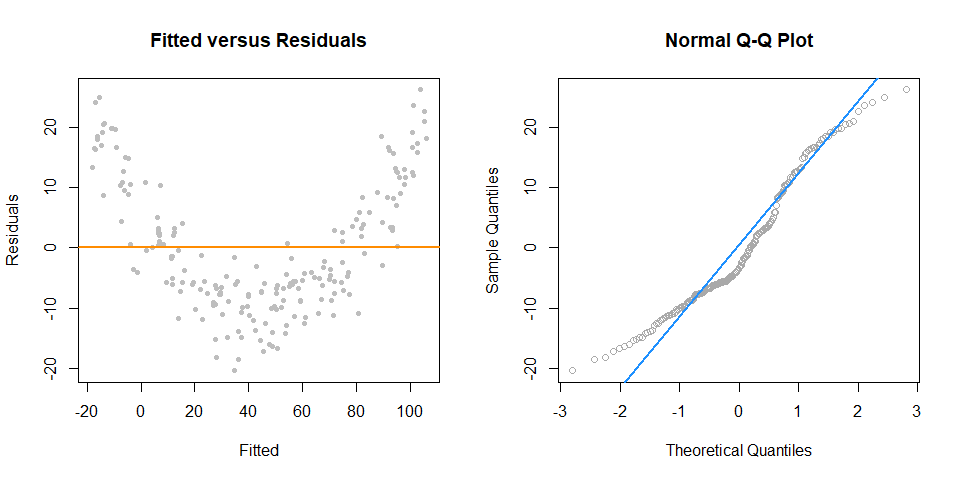 Fitted versus Residuals
Residuals
20
10
0
-10
-20
-20 0 20 40 60 80 100
Fitted
Normal Q-Q Plot
Sample Quantiles
20
10
0
-10
-20
-3 -2 -1 0 1 2 3
Theoretical Quantiles